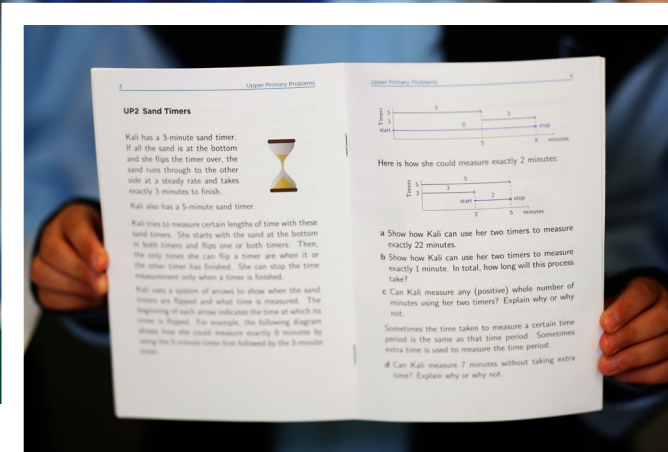 3 Upper Primary Problems
UP2 Sand Timers
Kali has a 3-minute sand timer.
If all the sand is at the bottom
and she flips the timer over, the
sand runs through to the other
side at a steady rate and takes
exactly 3 minutes to finish.
Kali also has a 5-minute sand timer.
Kali tries to measure certain lengths of time with these
sand timers. She starts with the sand at the bottom
in both timers and flips one or both timers. Then,
the only times she can flip a timer are when it or
the other timer has finished. She can stop the time
measurement only when a timer is finished.
Kali uses a system of arrows to show when the sand
timers are flipped and what time is measured. The
beginning of each arrow indicates the time at which its
timer is flipped. For example, the following diagram
shows how she could measure exactly 8 minutes by
using the 5-minute timer first followed by the 3-minute
timer.
Upper Primary Problems
Timers
5
3
start
5
3
8
stop
5
8
minutes
Here is how she could measure exactly 2 minutes:
Timers
5
3
5
3
start
2
stop
3
5
minutes
a Show how Kali can use her two timers to measure
exactly 22 minutes.
b Show how Kali can use her two timers to measure
exactly 1 minute. In total, how long will this process
take?
c Can Kali measure any (positive) whole number of
minutes using her two timers? Explain why or why
not.
Sometimes the time taken to measure a certain time
period is the same as that time period. Sometimes
extra time is used to measure the time period.
d Can Kali measure 7 minutes without taking extra
time? Explain why or why not.